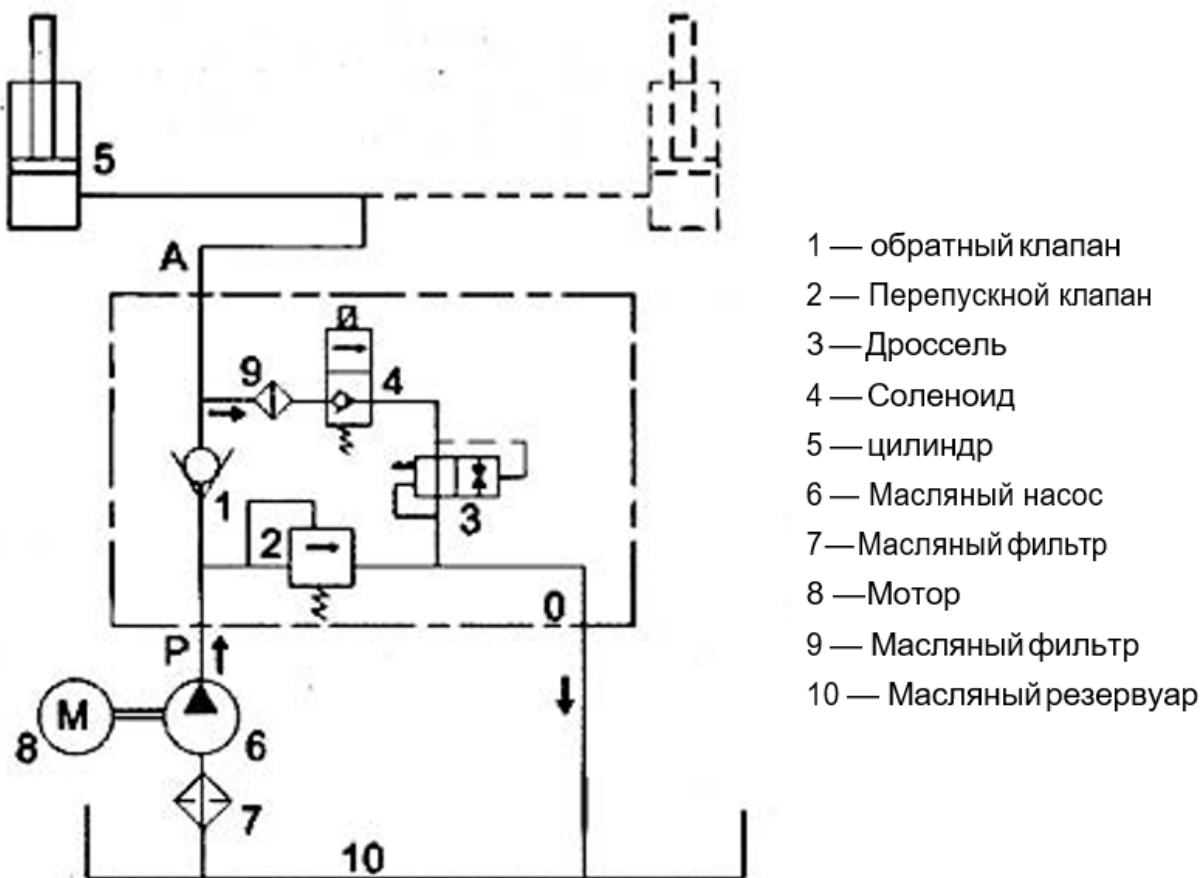 5
A
9
4
1
2
3
0
P
M
8
6
7
10
1 — обратный клапан
2 — Перепускной клапан
3 — Дроссель
4 — Соленоид
5 — цилиндр
6 — Масляный насос
7 — Масляный фильтр
8 — Мотор
9 — Масляный фильтр
10 — Масляный резервуар